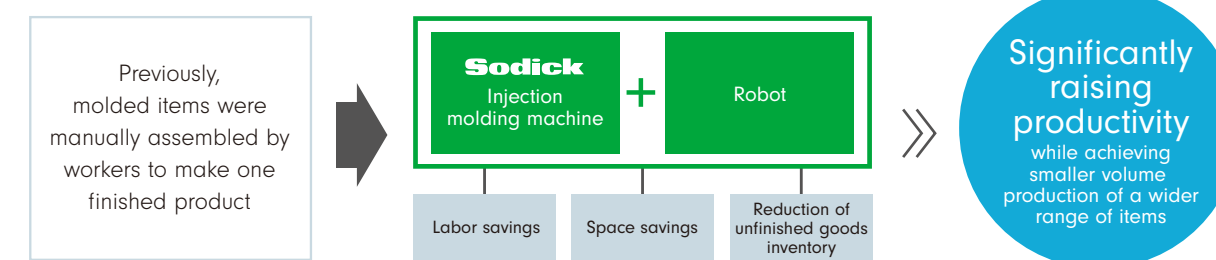 Previously,
molded items were
manually assembled by
workers to make one
finished product
Sodick
Injection
molding machine
+
Robot
Labor savings
Space savings
Reduction of
unfinished goods
inventory
Significantly
raising
productivity
while achieving
smaller volume
production of a wider
range of items